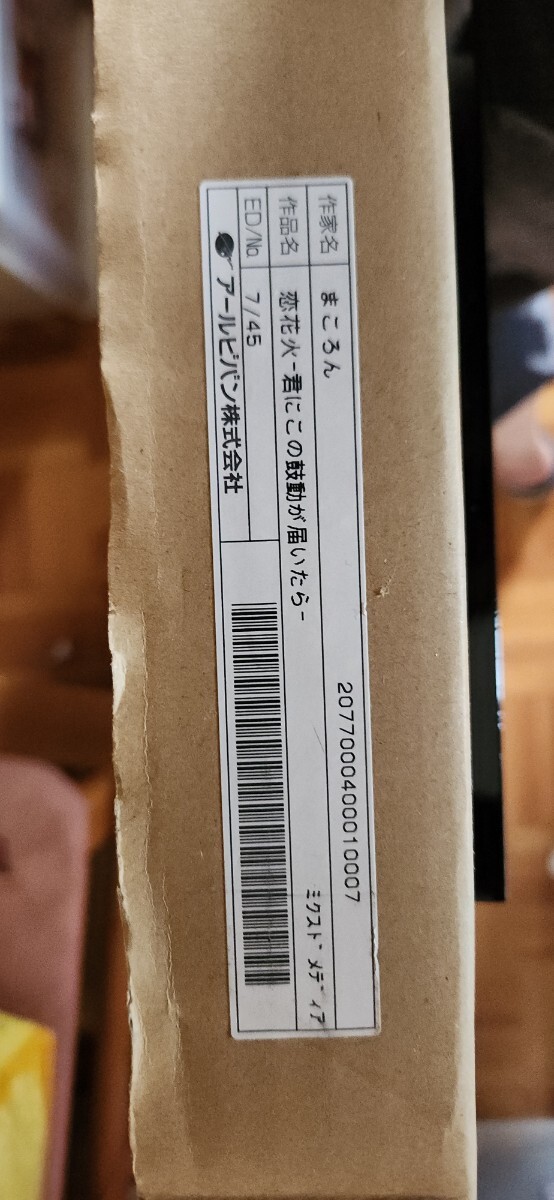 作家名 まころん 2077000400010007
作品名 恋花火-君にこの鼓動が届いたら- ミクストﾞメデﾞィア
ED/No. 7/45
アールビバン株式会社